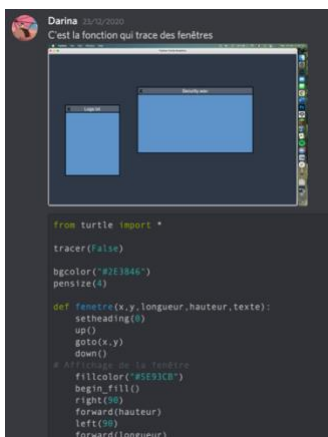 Darina 23/12/2020
C'est la fonction qui trace des fenêtres
from turtle import *
tracer(False)
bgcolor("#2E3846")
pensize(4)
def fenetre(x,y,longueur,hauteur,texte):
setheading(0)
up()
goto(x,y)
down()
# Affichage de la fenêtre
fillcolor("#5E93CB")
begin_fill()
right(90)
forward(hauteur)
left(90)
forward(longueur)